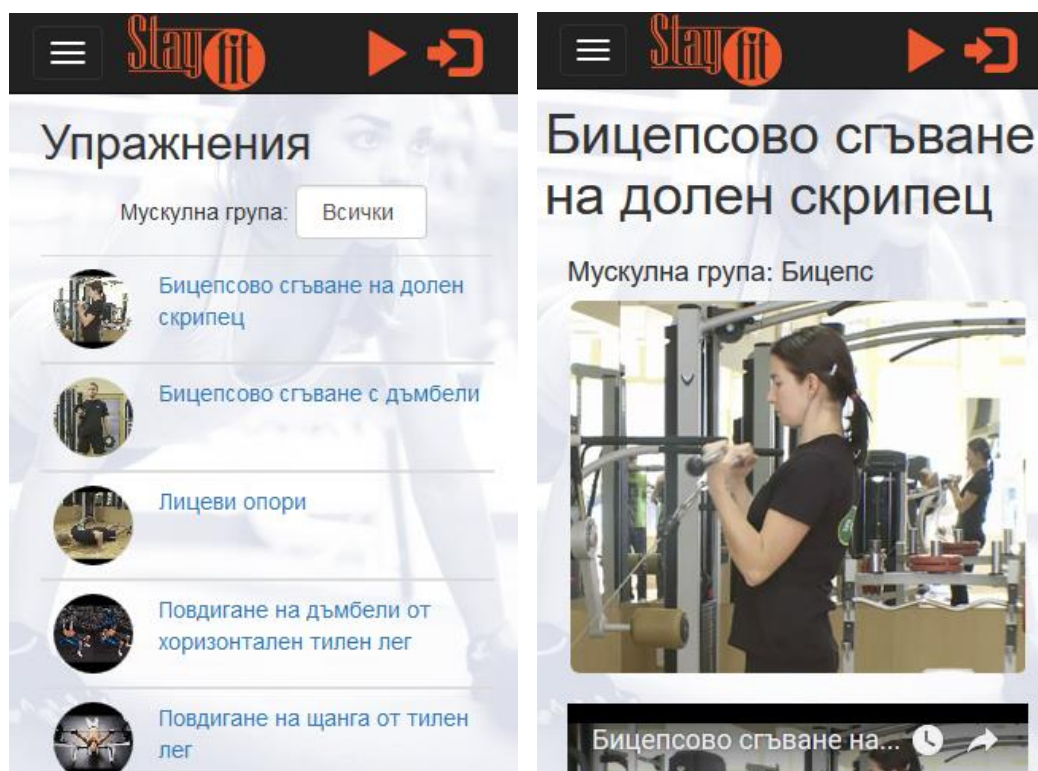 Stay fit
Упражнения
Мускулна група: Всички
Бицепсово сгъване на долен
скрипец
Бицепсово сгъване с дъмбели
Лицеви опори
Повдигане на дъмбели от
хоризонтален тилен лег
Повдигане на щанга от тилен
лег
Stay fit
Бицепсово сгъване
на долен скрипец
Мускулна група: Бицепс
Бицепсово сгъване на...